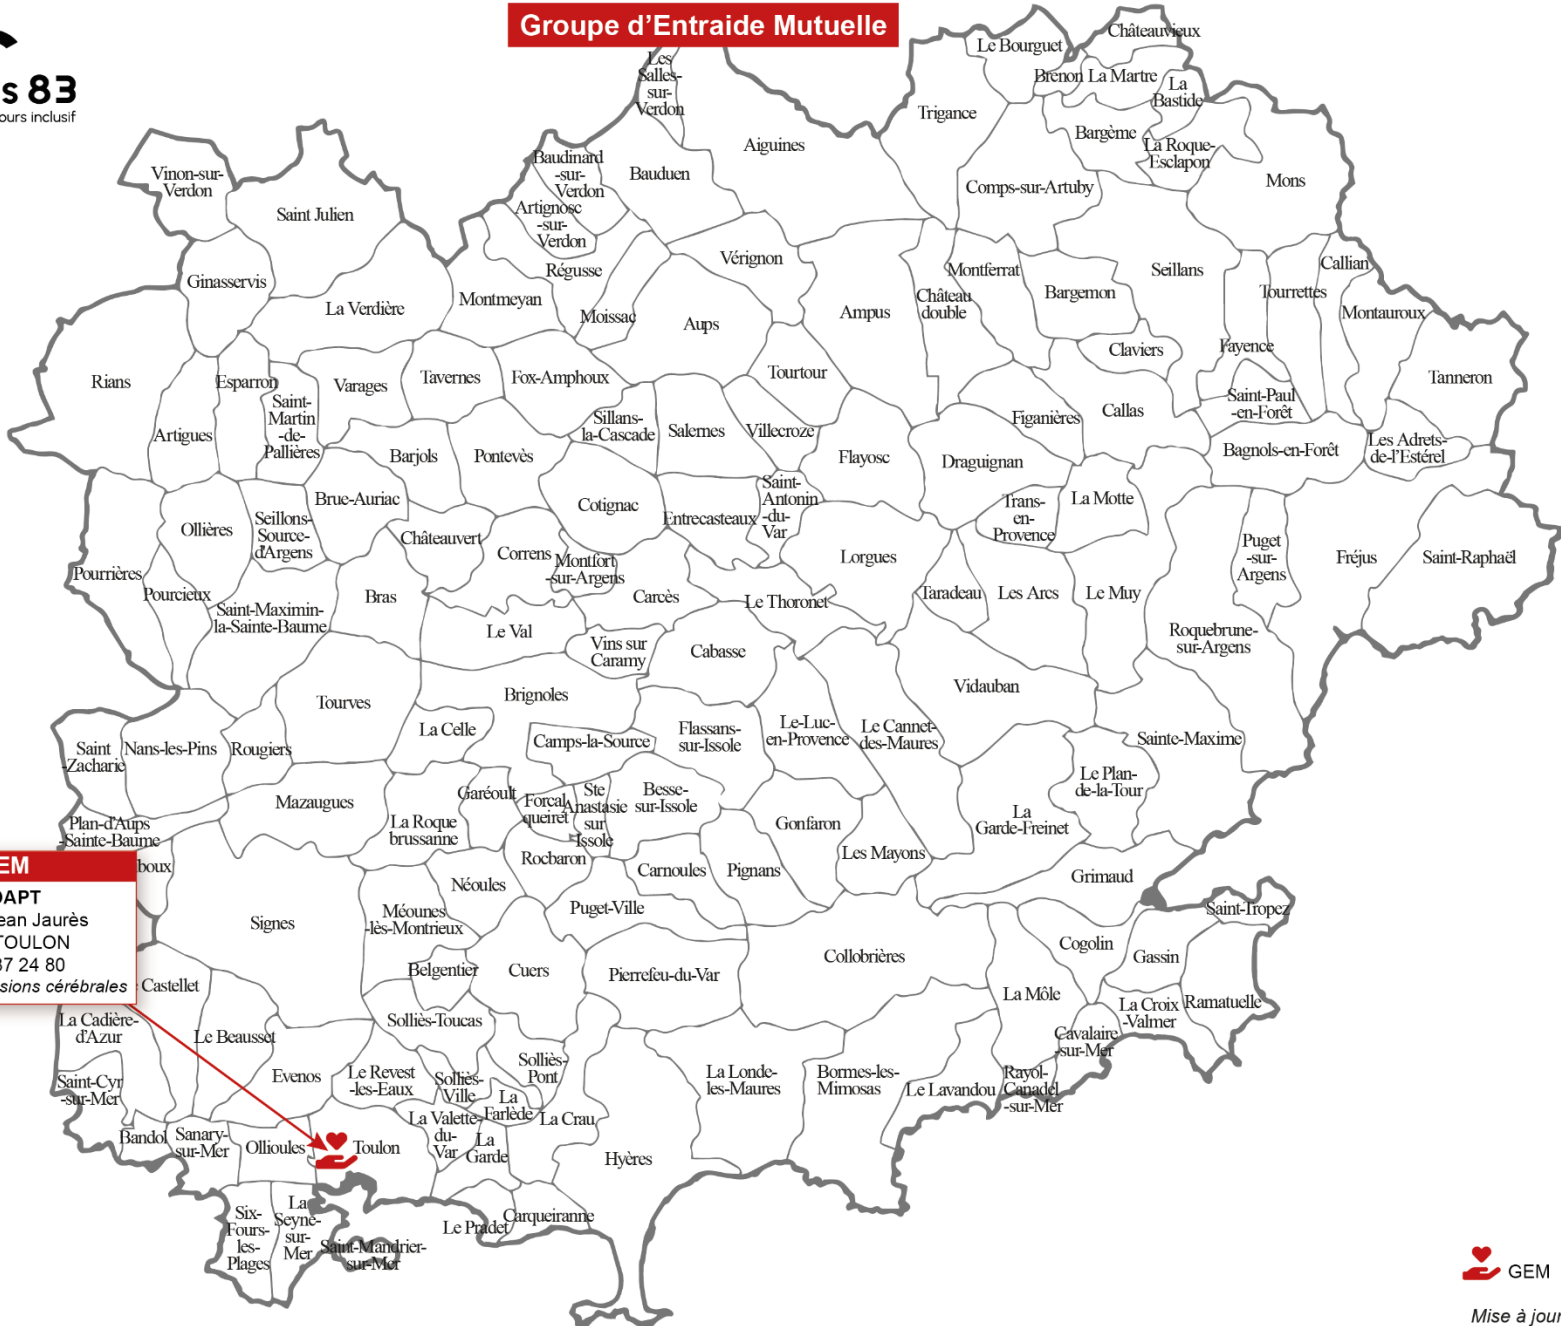 Groupe d'Entraide Mutuelle
s 83
ours inclusif
Châteauvieux
Le Bourguet
Brenon
La Martre
La
Bastide
Les
Salles-
sur-
Verdon
Trigance
Bargème
La Roque-
Esclapon
Aiguines
Baudinard
-sur-
Verdon
Bauduen
Vinon-sur-
Verdon
Comps-sur-Artuby
Mons
Saint Julien
Artignosc
-sur-
Verdon
Vérignon
Régusse
Montferrat
Seillans
Callian
Ginasservis
Montmeyan
Château
double
Bargemon
Tourrettes
La Verdière
Moissac
Aups
Ampus
Montauroux
Claviers
Fayence
Rians
Esparron
Varages
Tavernes
Fox-Amphoux
Tourtour
Tanneron
Saint-
Martin
-de-
Pallières
Saint-Paul
-en-Forêt
Sillans-
la-Cascade
Salernes
Villecroze
Figanières
Callas
Artigues
Barjols
Pontevès
Flayosc
Draguignan
Bagnols-en-Forêt
Les Adrets-
de-l'Estérel
Brue-Auriac
Cotignac
Saint-
Antonin
-du-
Var
Entrecasteaux
Trans-
en-
Provence
La Motte
Ollières
Seillons-
Source-
d'Argens
Châteauvert
Correns
Montfort
-sur-Argens
Lorgues
Puget
-sur-
Argens
Fréjus
Saint-Raphaël
Pourrières
Pourcieux
Saint-Maximin-
la-Sainte-Baume
Bras
Carcès
Le Thoronet
Taradeau
Les Arcs
Le Muy
Le Val
Vins sur
Caramy
Cabasse
Roquebrune-
sur-Argens
Tourves
Brignoles
Vidauban
La Celle
Camps-la-Source
Flassans-
sur-Issole
Le-Luc-
en-Provence
Le Cannet-
des-Maures
Sainte-Maxime
Saint
-Zacharie
Nans-les-Pins
Rougiers
Mazaugues
Garéoult
Forcal
queiret
Ste
Anastasie
sur
Issole
Besse-
sur-Issole
Le Plan-
de-la-Tour
Plan-d'Aups
-Sainte-Baume
La Roque
brussanne
Gonfaron
La
Garde-Freinet
Rocbaron
Les Mayons
boux
Néoules
Carnoules
Pignans
Grimaud
EM
DAPT
ean Jaurès
TOULON
37 24 80
sions cérébrales
Signes
Méounes
-lès-Montrieux
Puget-Ville
Saint-Tropez
Cogolin
Gassin
Collobrières
Belgentier
Cuers
Pierrefeu-du-Var
Castellet
La Môle
La Croix
-Valmer
Ramatuelle
La Cadière-
d'Azur
Le Beausset
Solliès-Toucas
Cavalaire
-sur-Mer
Saint-Cyr
-sur-Mer
Evenos
Le Revest
-les-Eaux
Solliès-
Ville
Solliès-
Pont
La Londe-
les-Maures
Bormes-les-
Mimosas
Le Lavandou
Rayol-
Canadel
-sur-Mer
La
Farlède
La Crau
Bandol
Sanary-
sur-Mer
Ollioules
Toulon
La Valette-
du-
Var
La
Garde
Hyères
Six-
Fours-
les-
Plages
La
Seyne-
sur-
Mer
Saint-Mandrier-
sur-Mer
Le Pradet
Carqueiranne
GEM
Mise à jour